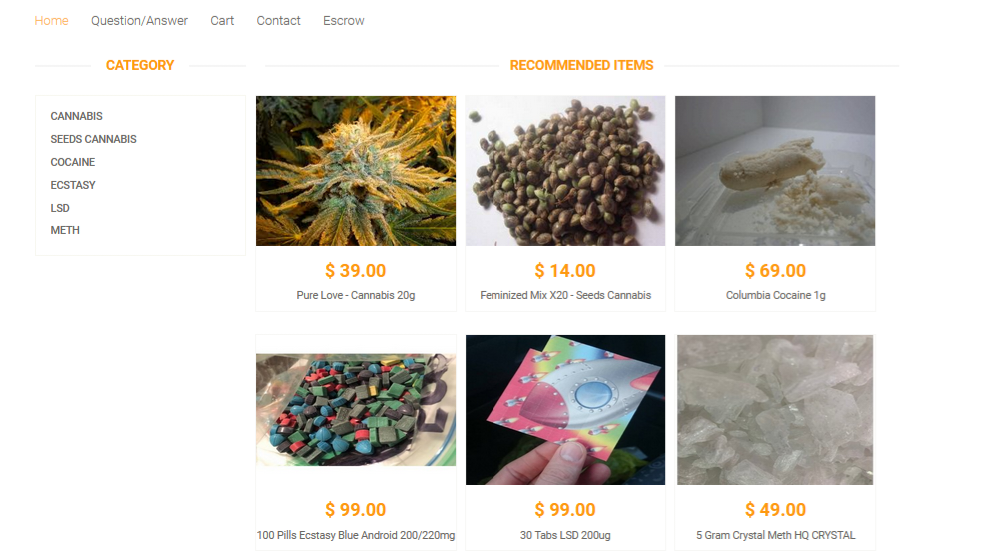 Home Question/Answer Cart Contact Escrow
CATEGORY
RECOMMENDED ITEMS
CANNABIS
SEEDS CANNABIS
COCAINE
ECSTASY
LSD
METH
$ 39.00
Pure Love - Cannabis 20g
$ 14.00
Feminized Mix X20 - Seeds Cannabis
$ 69.00
Columbia Cocaine 1g
$ 99.00
100 Pills Ecstasy Blue Android 200/220mg
$ 99.00
30 Tabs LSD 200ug
$ 49.00
5 Gram Crystal Meth HQ CRYSTAL